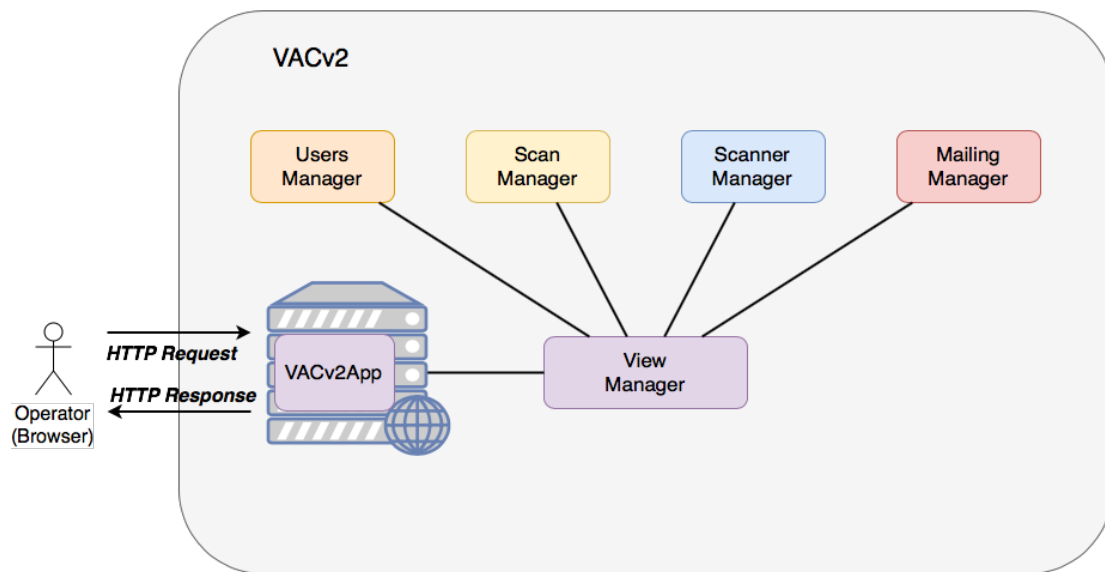 VACv2
Users
Manager
Scan
Manager
Scanner
Manager
Mailing
Manager
HTTP Request
HTTP Response
Operator
(Browser)
VACv2App
View
Manager